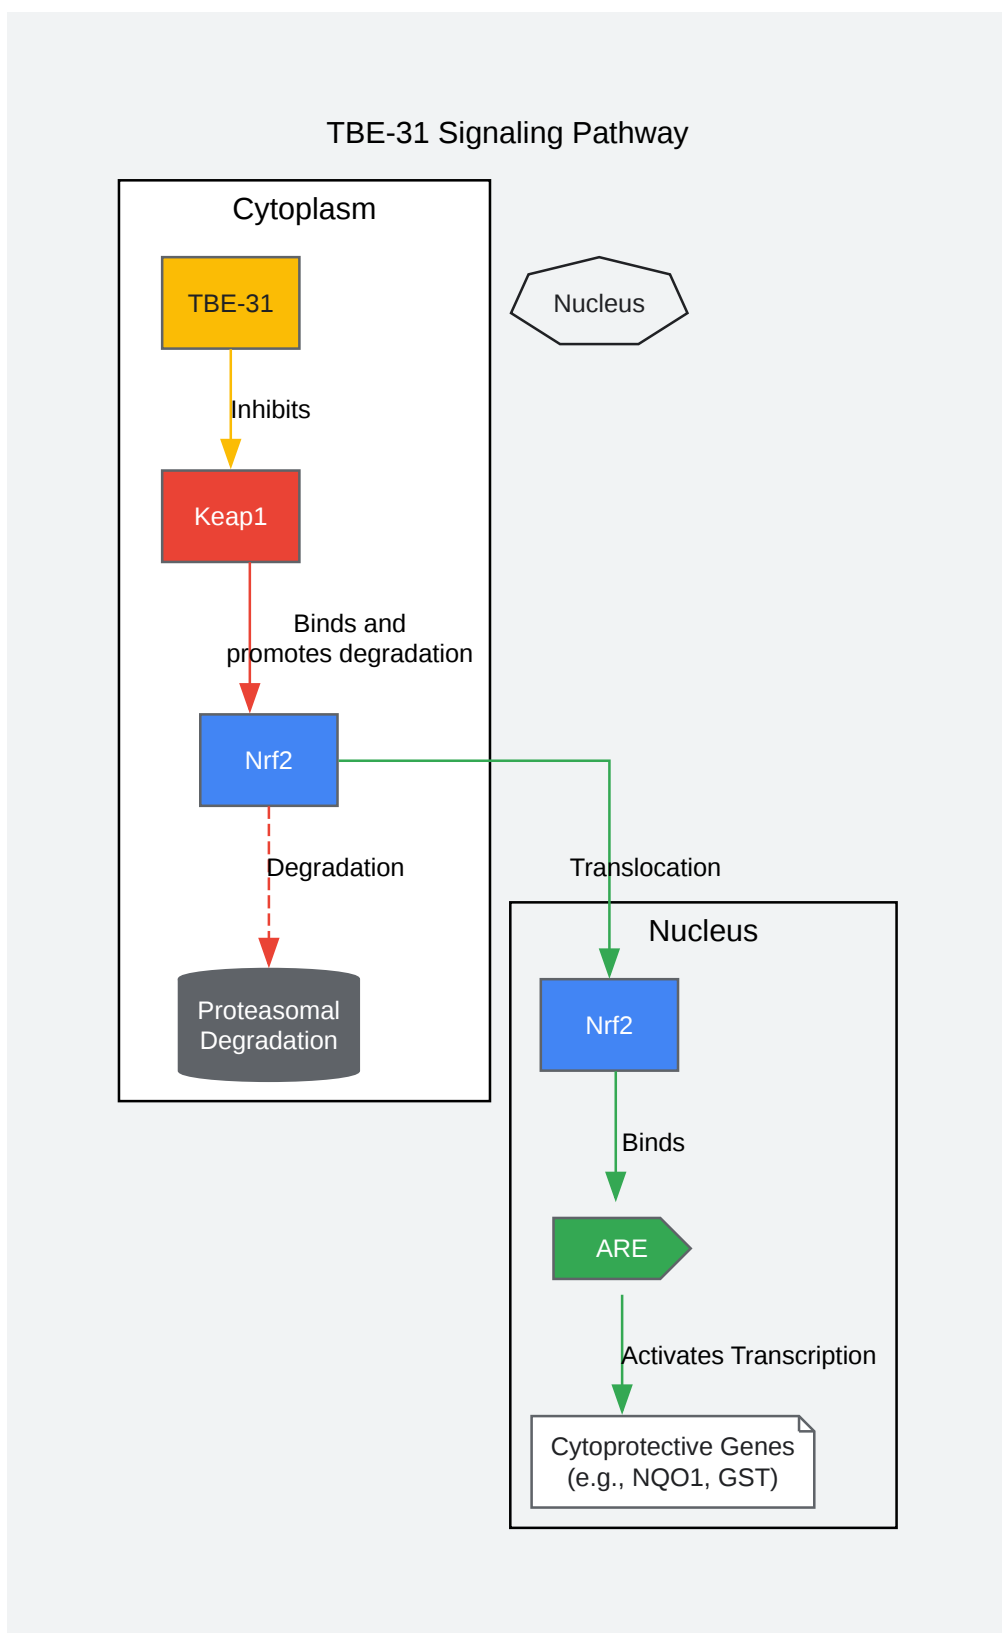 TBE-31 Signaling Pathway
Cytoplasm
TBE-31
Nucleus
Inhibits
Keap1
Binds and
promotes degradation
Nrf2
Degradation
Translocation
Proteasomal
Degradation
Nucleus
Nrf2
Binds
ARE
Activates Transcription
Cytoprotective Genes
(e.g., NQO1, GST)